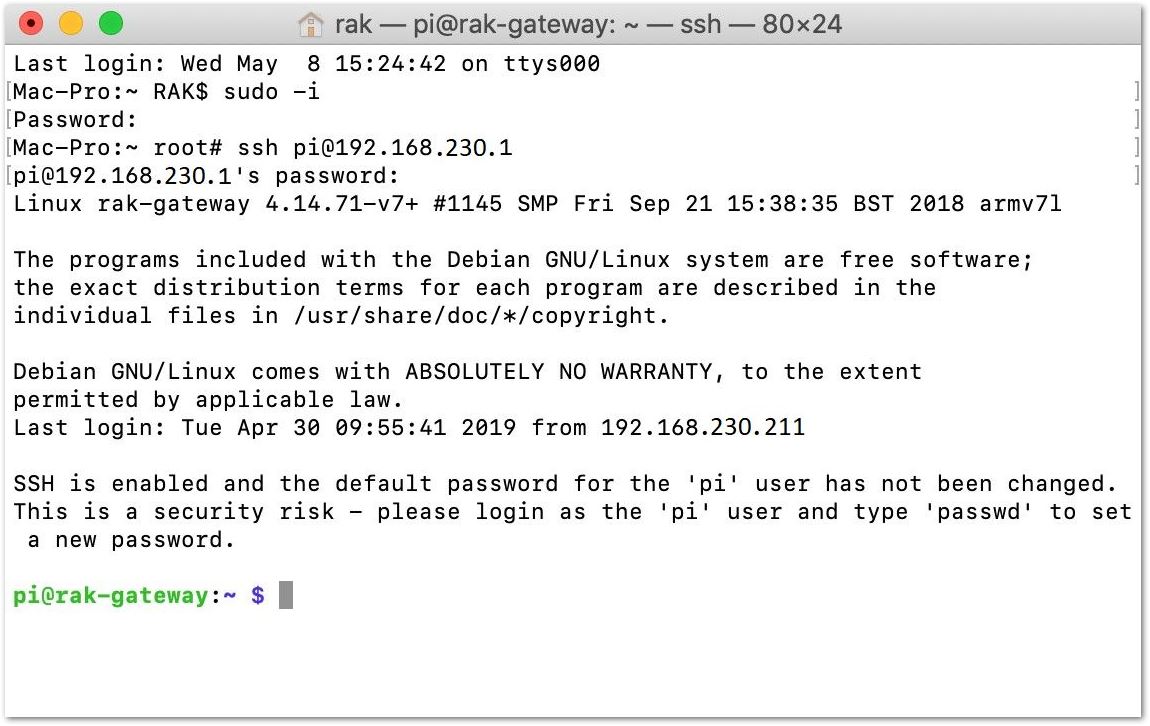 rak — pi@rak-gateway: ~ — ssh — 80×24
Last login: Wed May  8 15:24:42 on ttys000
[Mac-Pro:~ RAK$ sudo -i ]
[Password: ]
[Mac-Pro:~ root# ssh pi@192.168.230.1 ]
[pi@192.168.230.1's password: ]
Linux rak-gateway 4.14.71-v7+ #1145 SMP Fri Sep 21 15:38:35 BST 2018 armv7l
The programs included with the Debian GNU/Linux system are free software;
the exact distribution terms for each program are described in the
individual files in /usr/share/doc/*/copyright.
Debian GNU/Linux comes with ABSOLUTELY NO WARRANTY, to the extent
permitted by applicable law.
Last login: Tue Apr 30 09:55:41 2019 from 192.168.230.211
SSH is enabled and the default password for the 'pi' user has not been changed.
This is a security risk - please login as the 'pi' user and type 'passwd' to set
 a new password.
pi@rak-gateway:~ $